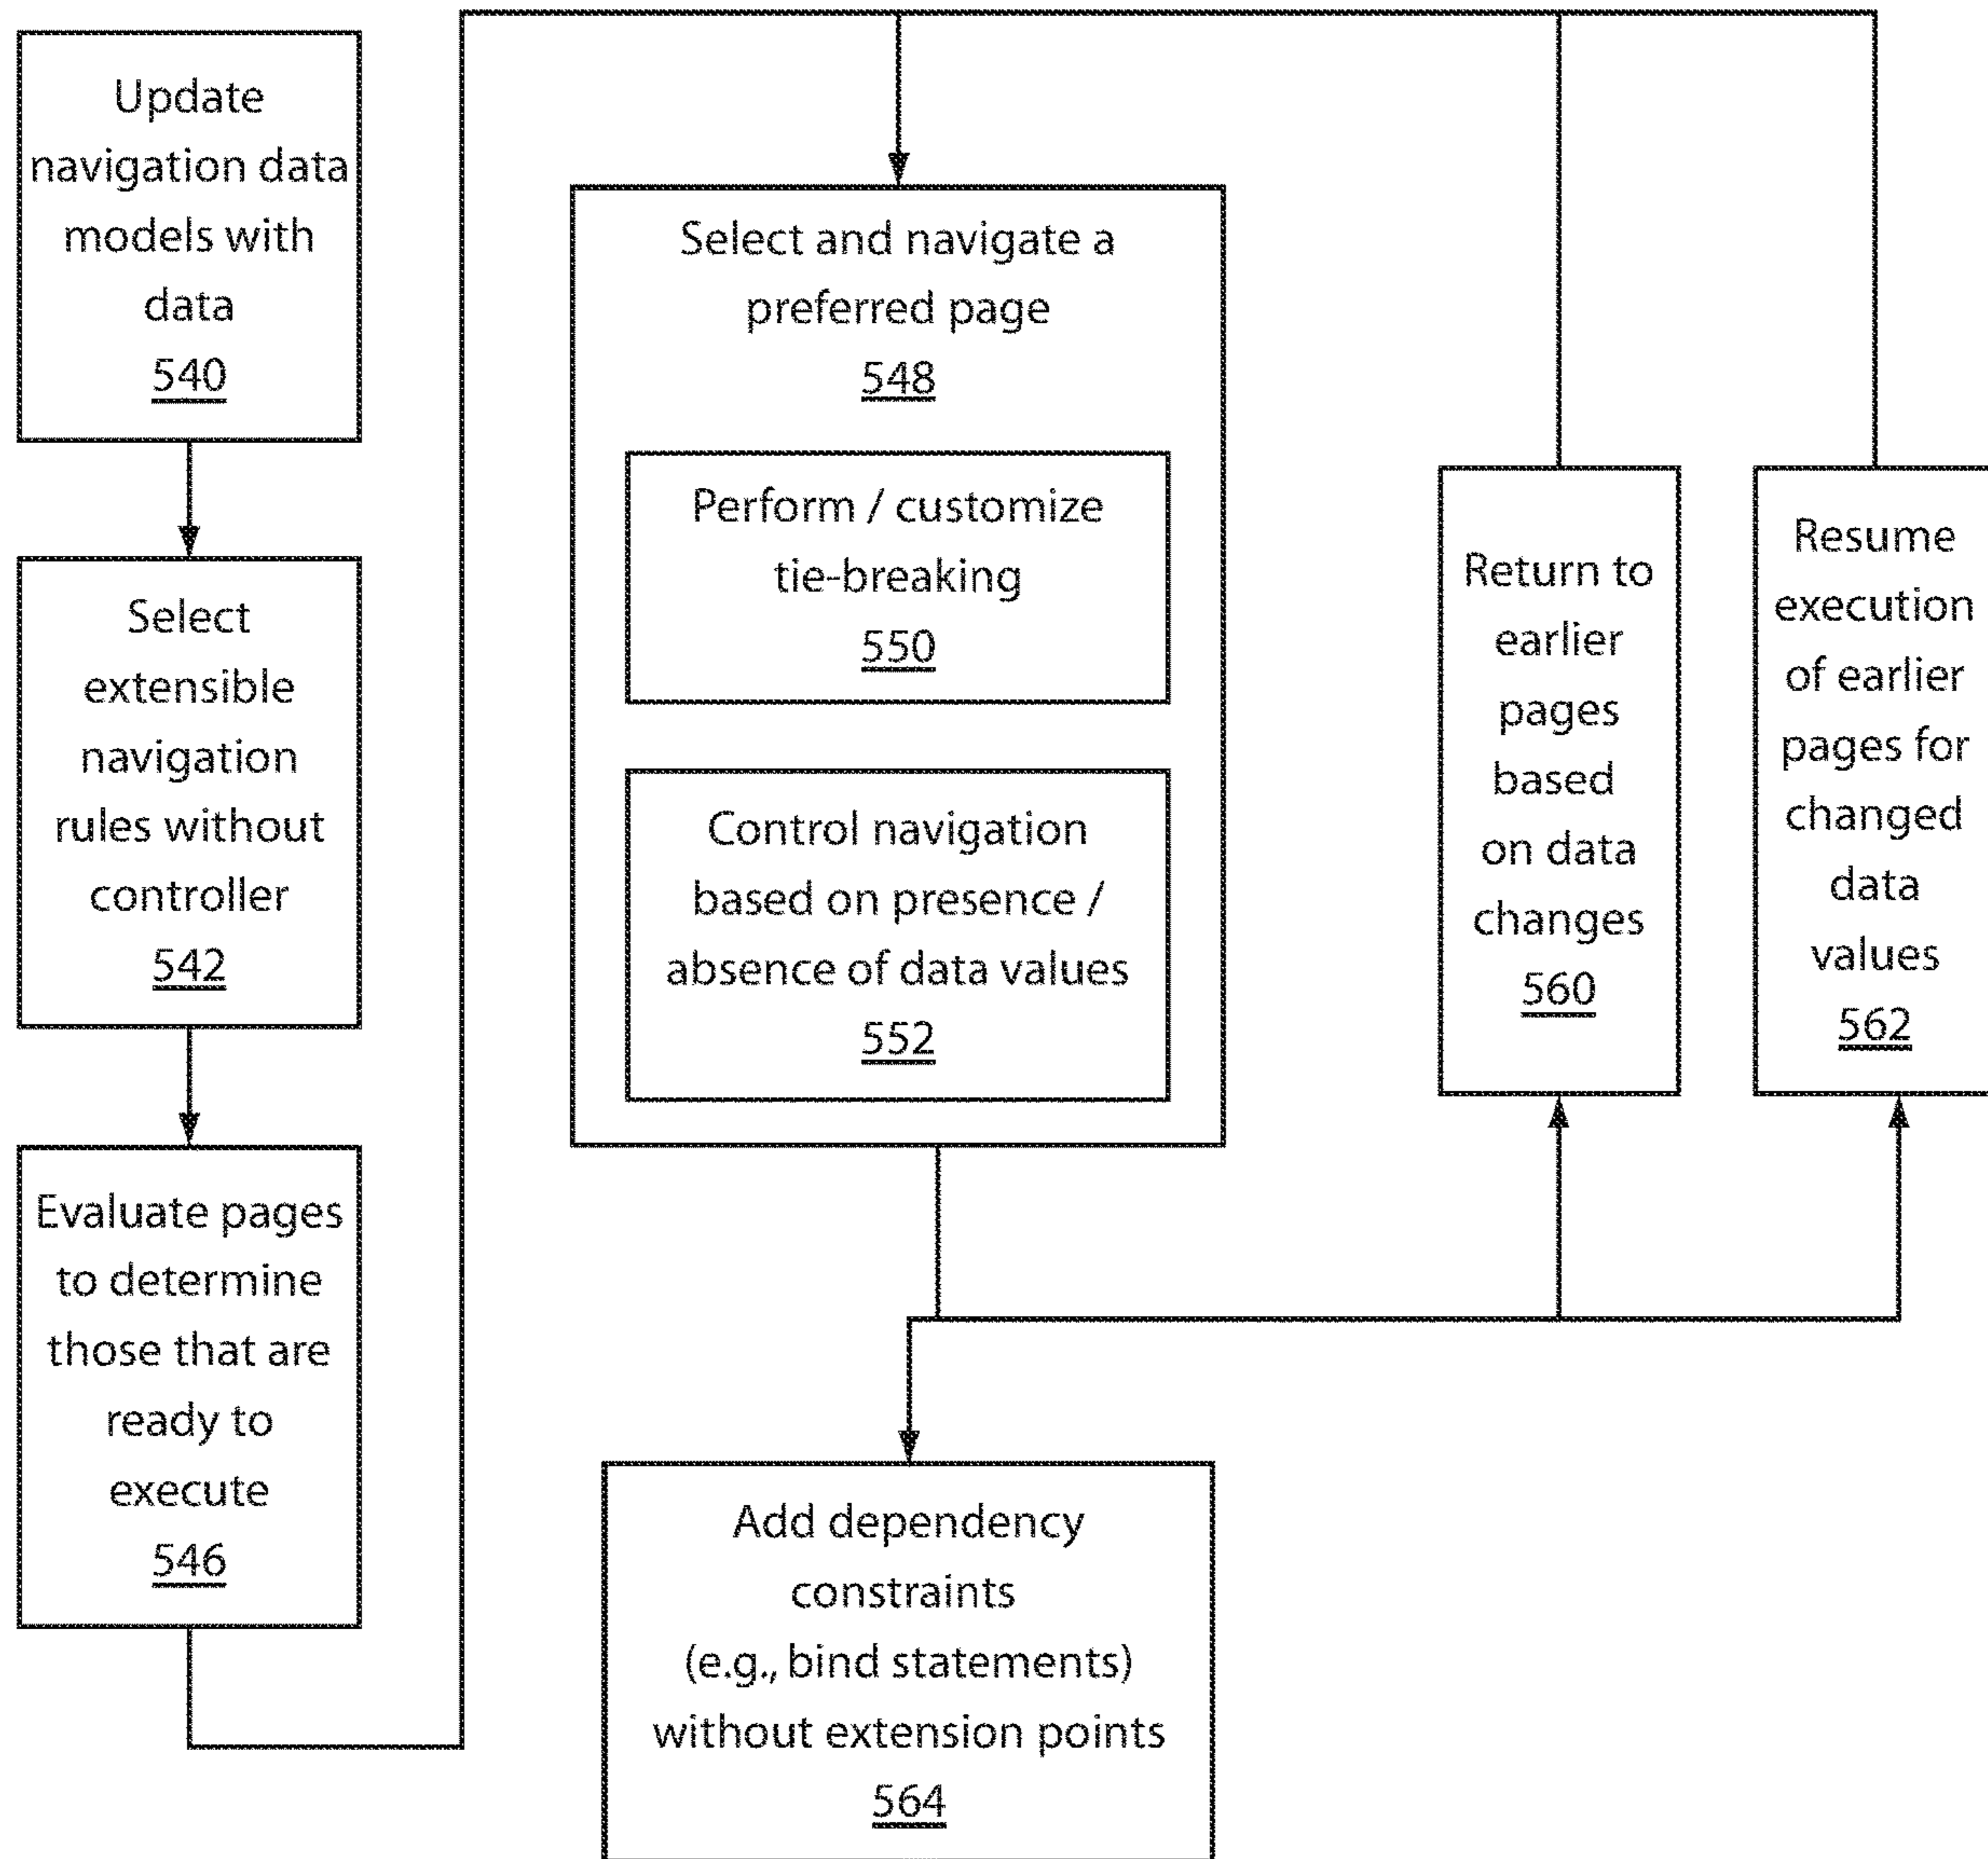 Update
navigation data
models with
data
540
Select
extensible
navigation
rules without
controller
542
Evaluate pages
to determine
those that are
ready to
execute
546
Select and navigate a
preferred page
548
Perform / customize
tie-breaking
550
Control navigation
based on presence /
absence of data values
552
Return to
earlier
pages
based
on data
changes
560
Resume
execution
of earlier
pages for
changed
data
values
562
Add dependency
constraints
(e.g., bind statements)
without extension points
564